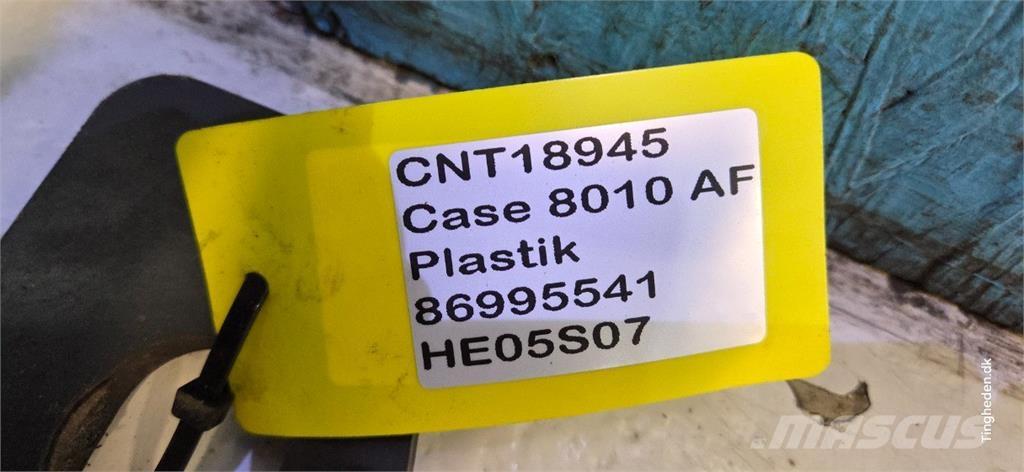 CNT18945
Case 8010 AF
Plastik
86995541
HE05S07
MASCUS
Tingheden.dk